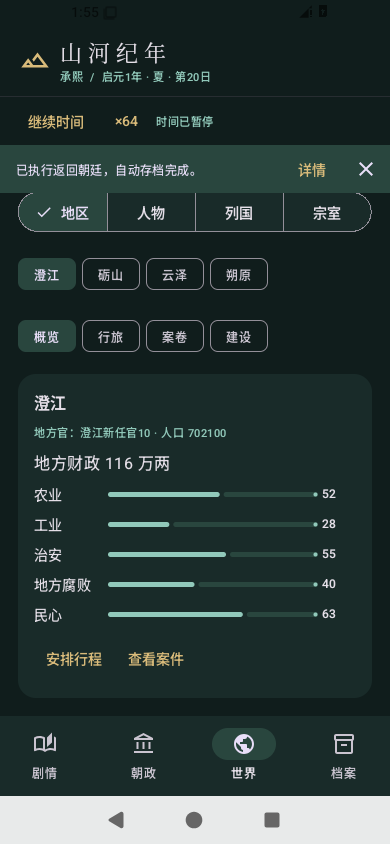 1:55
山河纪年
承熙 / 启元1年 · 夏 · 第20日
继续时间 ×64 时间已暂停
已执行返回朝廷，自动存档完成。 详情
地区 人物 列国 宗室
澄江 砺山 云泽 朔原
概览 行旅 案卷 建设
澄江
地方官：澄江新任官10 · 人口 702100
地方财政 116 万两
农业 52
工业 28
治安 55
地方腐败 40
民心 63
安排行程 查看案件
剧情 朝政 世界 档案